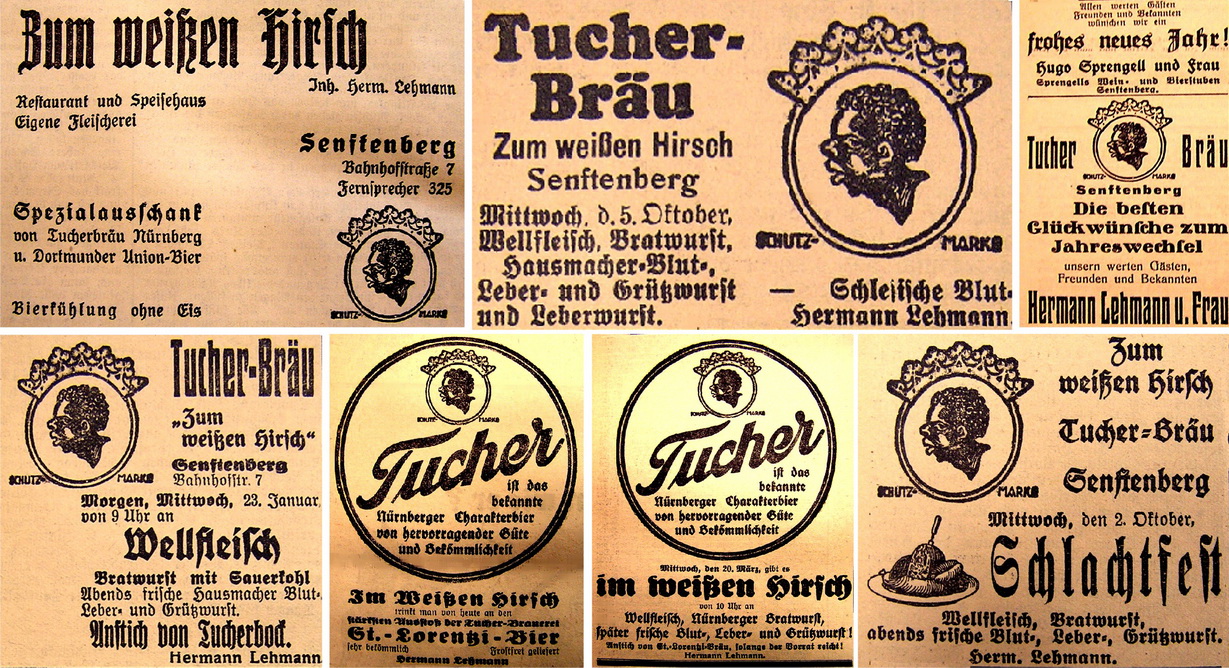 Zum weißen Hirsch
Inh. Herm. Lehmann
Restaurant und Speisehaus
Eigene Fleischerei
Senftenberg
Bahnhofstraße 7
Fernsprecher 325
Spezialausschank
von Tucherbräu Nürnberg
u. Dortmunder Union-Bier
Bierkühlung ohne Eis
SCHUTZ- MARKE
Tucher-
Bräu
Zum weißen Hirsch
Senftenberg
Mittwoch, d. 5. Oktober,
Wellfleisch, Bratwurst,
Hausmacher-Blut-,
Leber- und Grützwurst
und Leberwurst.
SCHUTZ- MARKE
— Schlesische Blut-
Hermann Lehmann.
Allen werten Gästen
Freunden und Bekannten
wünschen wir ein
frohes neues Jahr!
Hugo Sprengell und Frau
Sprengells Wein- und Bierstuben
Senftenberg.
Tucher Bräu
SCHUTZ- MARKE
Senftenberg
Die besten
Glückwünsche zum
Jahreswechsel
unsern werten Gästen,
Freunden und Bekannten
Hermann Lehmann u. Frau
SCHUTZ- MARKE
Tucher-Bräu
„Zum
weißen Hirsch“
Senftenberg
Bahnhofstr. 7
Morgen, Mittwoch, 23. Januar
von 9 Uhr an
Wellfleisch
Bratwurst mit Sauerkohl
Abends frische Hausmacher Blut-
Leber- und Grützwurst.
Anstich von Tucherbock.
Hermann Lehmann
SCHUTZ- MARKE
Tucher
ist das
bekannte
Nürnberger Charakterbier
von hervorragender Güte
und Bekömmlichkeit
Im Weißen Hirsch
trinkt man von heute an den
stärksten Ausstoß der Tucher-Brauerei
St.-Lorenzi-Bier
sehr bekömmlich Frostfrei geliefert
Hermann Lehmann
SCHUTZ- MARKE
Tucher
ist das
bekannte
Nürnberger Charakterbier
von hervorragender Güte
und Bekömmlichkeit
Mittwoch, den 20. März, gibt es
im weißen Hirsch
von 10 Uhr an
Wellfleisch, Nürnberger Bratwurst,
später frische Blut-, Leber- und Grützwurst!
Anstich von St.-Lorenzi-Bräu, solange der Vorrat reicht!
Hermann Lehmann.
SCHUTZ- MARKE
Zum
weißen Hirsch
Tucher-Bräu
Senftenberg
Mittwoch, den 2. Oktober,
Schlachtfest
Wellfleisch, Bratwurst,
abends frische Blut-, Leber-, Grützwurst.
Herm. Lehmann.